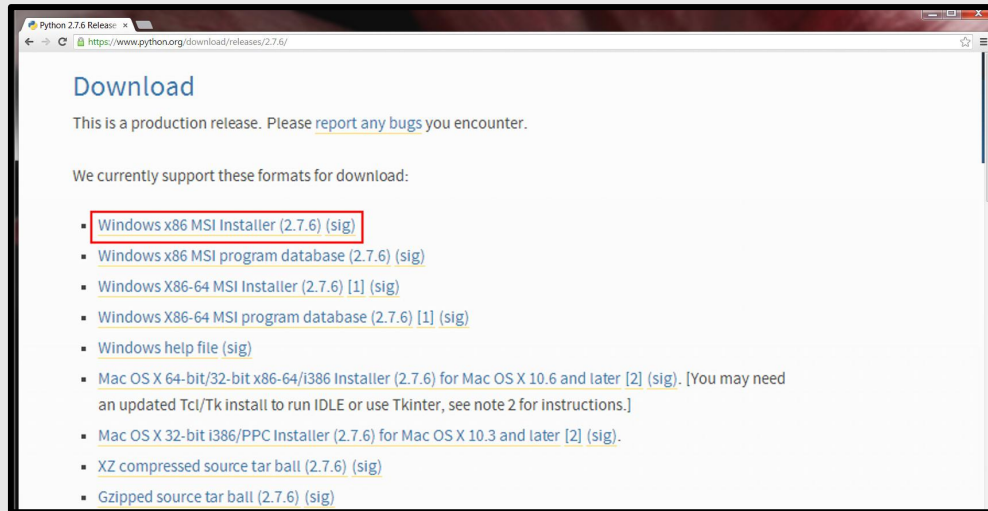 Python 2.7.6 Release
https://www.python.org/download/releases/2.7.6/
Download
This is a production release. Please report any bugs you encounter.
We currently support these formats for download:
Windows x86 MSI Installer (2.7.6) (sig)
Windows x86 MSI program database (2.7.6) (sig)
Windows X86-64 MSI Installer (2.7.6) [1] (sig)
Windows X86-64 MSI program database (2.7.6) [1] (sig)
Windows help file (sig)
Mac OS X 64-bit/32-bit x86-64/i386 Installer (2.7.6) for Mac OS X 10.6 and later [2] (sig). [You may need
an updated Tcl/Tk install to run IDLE or use Tkinter, see note 2 for instructions.]
Mac OS X 32-bit i386/PPC Installer (2.7.6) for Mac OS X 10.3 and later [2] (sig).
XZ compressed source tar ball (2.7.6) (sig)
Gzipped source tar ball (2.7.6) (sig)